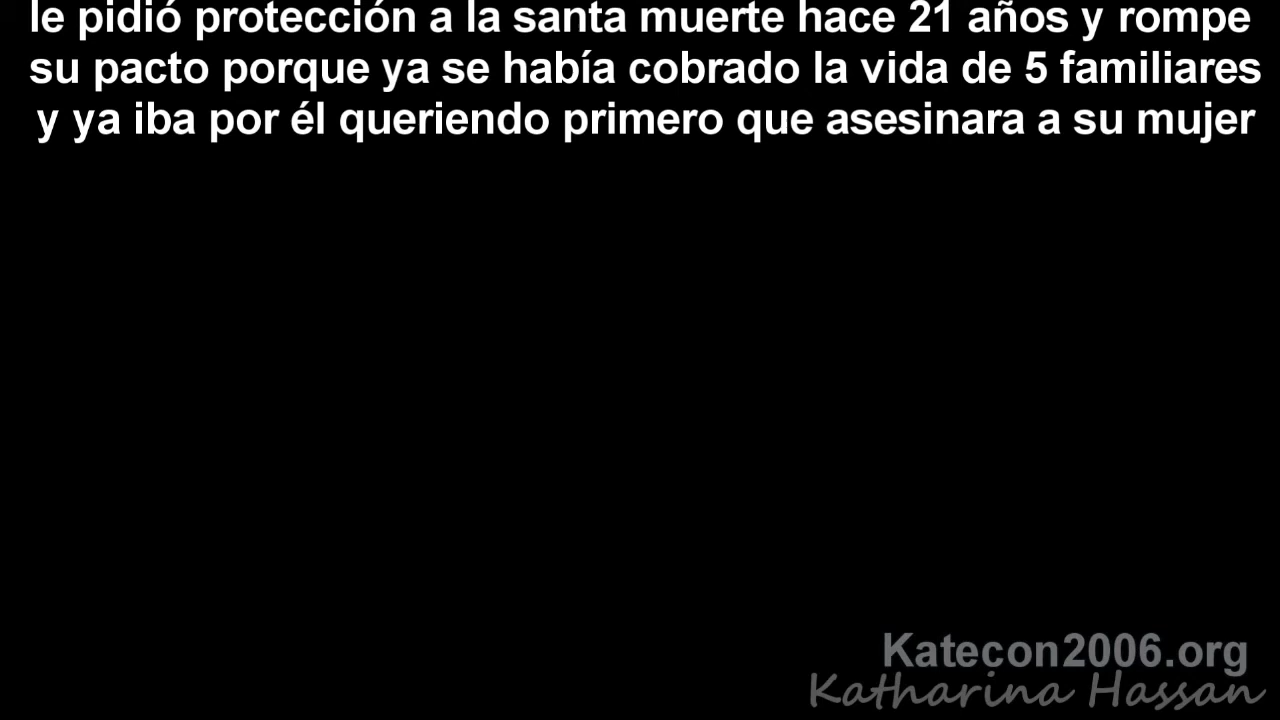 le pidió protección a la santa muerte hace 21 años y rompe
su pacto porque ya se había cobrado la vida de 5 familiares
y ya iba por él queriendo primero que asesinara a su mujer
Katecon2006.org
Katharina Hassan